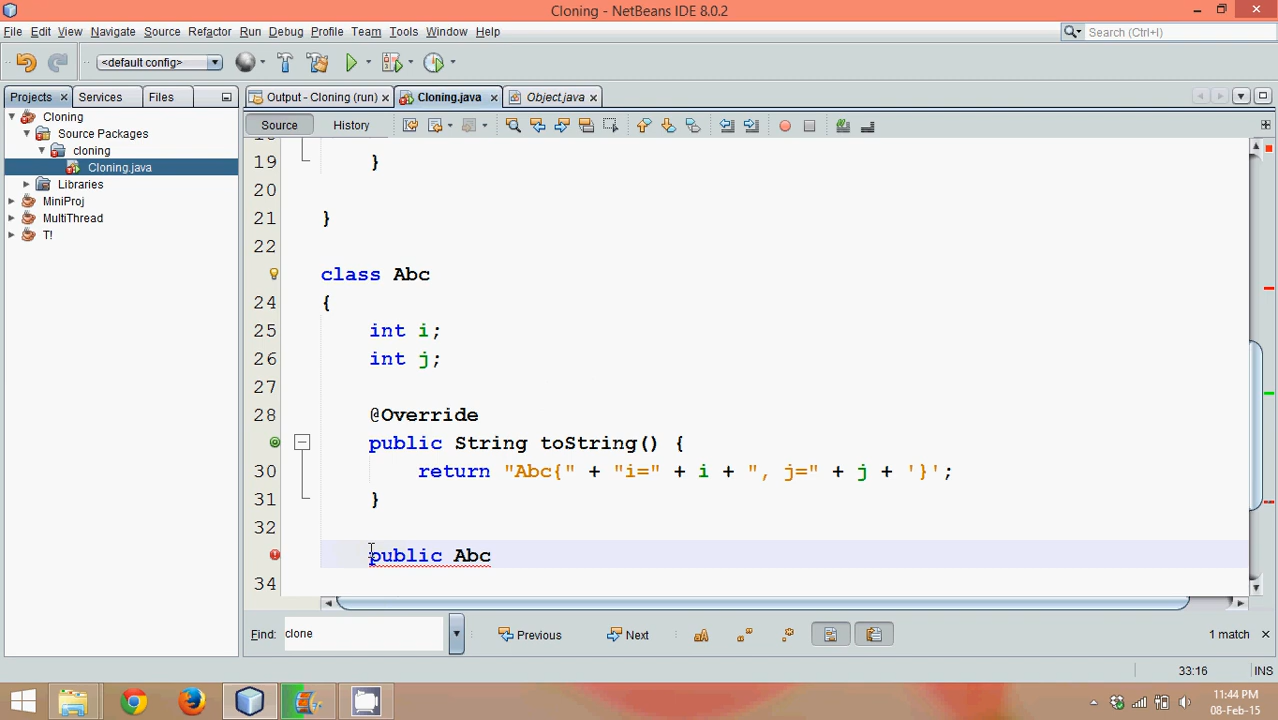 Cloning - NetBeans IDE 8.0.2
File Edit View Navigate Source Refactor Run Debug Profile Team Tools Window Help
Search (Ctrl+I)
<default config>
Projects Services Files
Output - Cloning (run) Cloning.java Object.java
Source History
Cloning
Source Packages
cloning
Cloning.java
Libraries
MiniProj
MultiThread
T!
19 }
20
21 }
22
class Abc
24 {
25 int i;
26 int j;
27
28 @Override
public String toString() {
30 return "Abc{" + "i=" + i + ", j=" + j + '}';
31 }
32
public Abc
34
Find: clone Previous Next 1 match
33:16 INS
11:44 PM
08-Feb-15